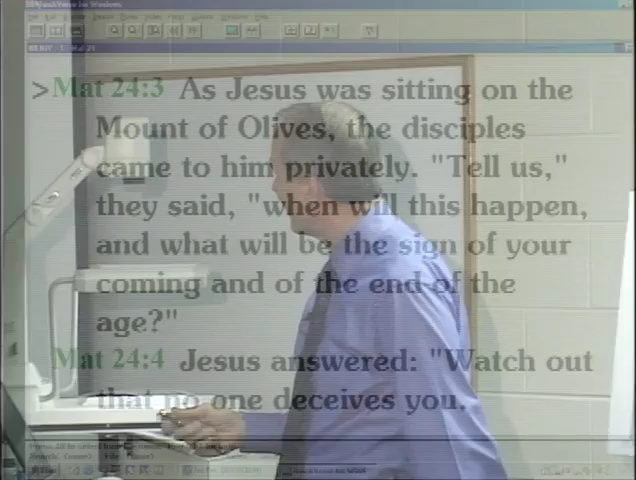 >Mat 24:3 As Jesus was sitting on the
Mount of Olives, the disciples
came to him privately. "Tell us,"
they said, "when will this happen,
and what will be the sign of your
coming and of the end of the
age?"
Mat 24:4 Jesus answered: "Watch out
that no one deceives you.